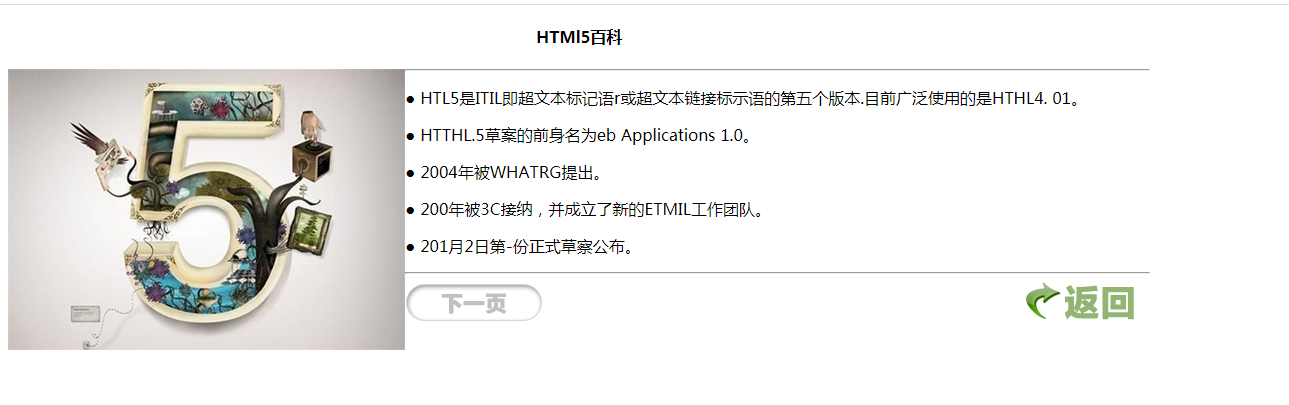 HTMl5百科
● HTL5是ITIL即超文本标记语r或超文本链接标示语的第五个版本.目前广泛使用的是HTHL4. 01。
● HTTHL.5草案的前身名为eb Applications 1.0。
● 2004年被WHATRG提出。
● 200年被3C接纳，并成立了新的ETMIL工作团队。
● 201月2日第-份正式草察公布。
下一页
返回